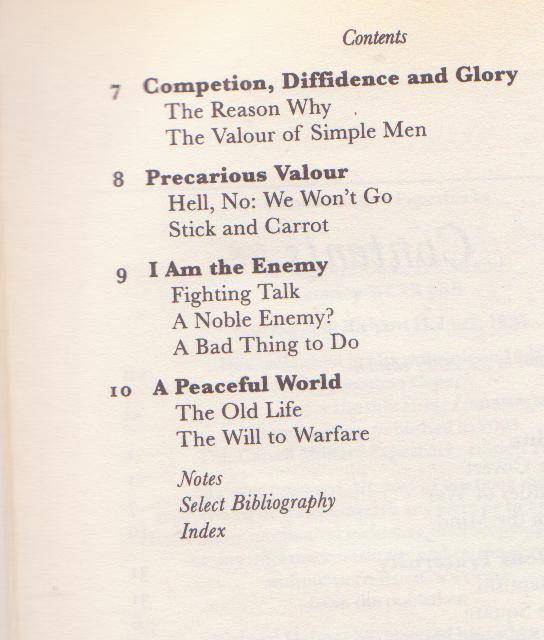 Contents
7 Competion, Diffidence and Glory
The Reason Why
The Valour of Simple Men
8 Precarious Valour
Hell, No: We Won't Go
Stick and Carrot
9 I Am the Enemy
Fighting Talk
A Noble Enemy?
A Bad Thing to Do
10 A Peaceful World
The Old Life
The Will to Warfare
Notes
Select Bibliography
Index